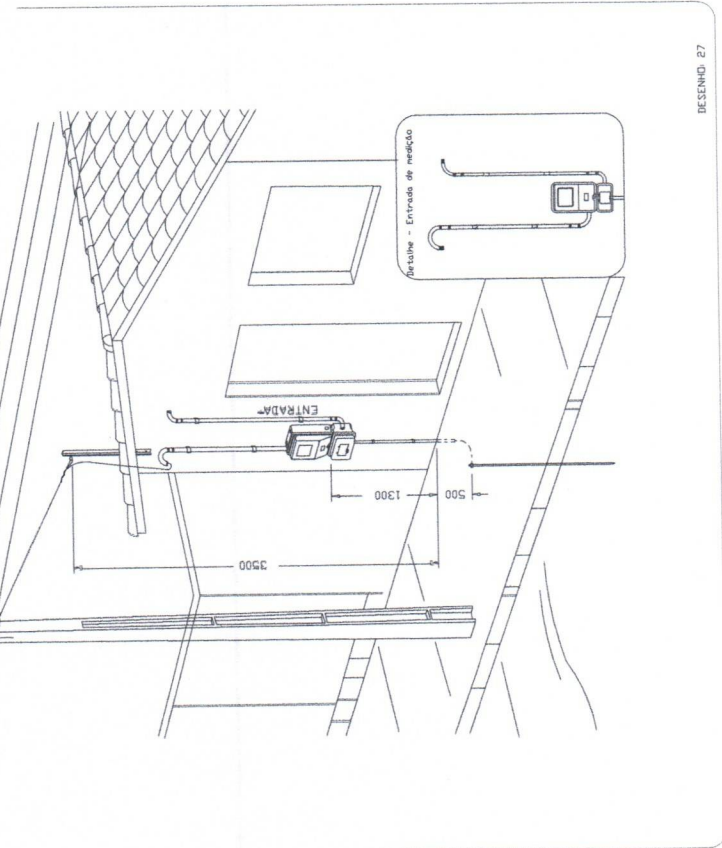 DESENHO: 27
Detalhe - Entrada de medição
ENTRADA
1300
500
3500